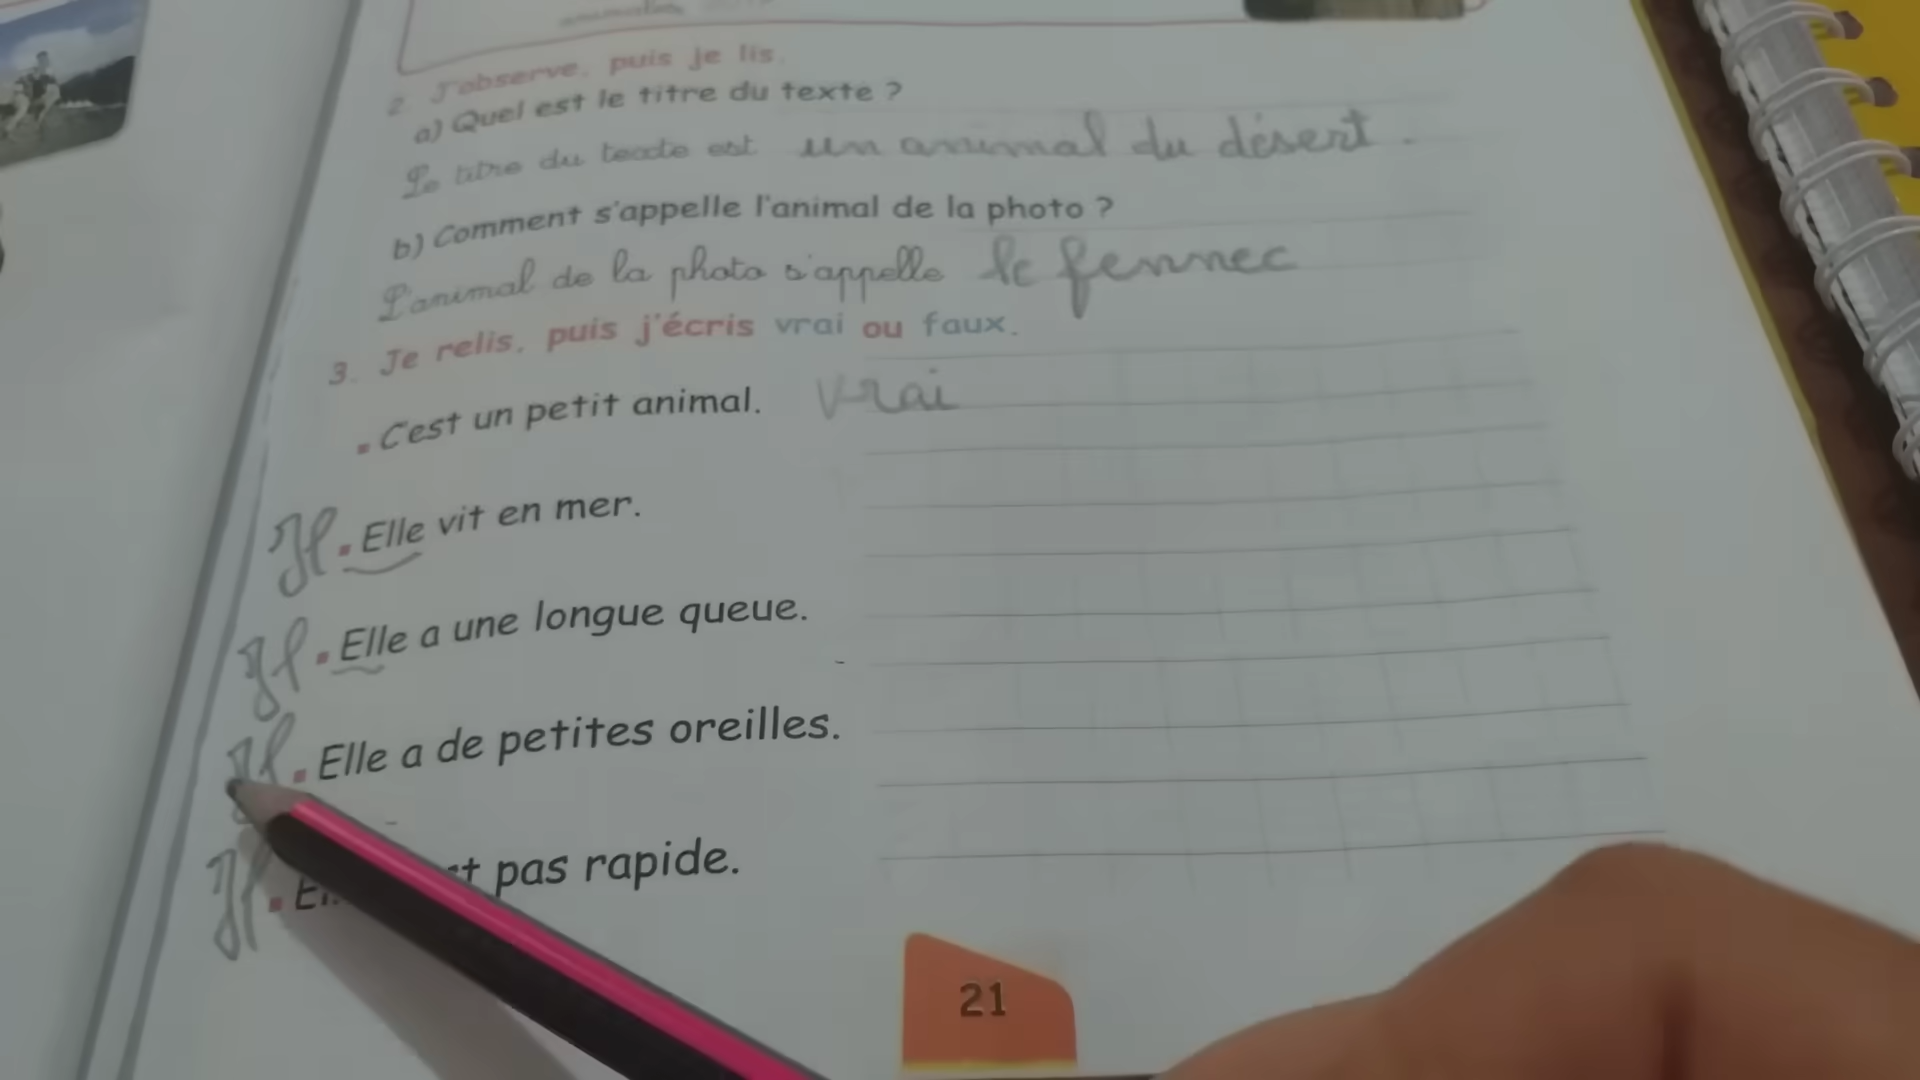 2. J'observe, puis je lis.
a) Quel est le titre du texte ?
Le titre du texte est un animal du désert.
b) Comment s'appelle l'animal de la photo ?
L'animal de la photo s'appelle le fennec
3. Je relis, puis j'écris vrai ou faux.
C'est un petit animal. vrai
Il Elle vit en mer.
Il Elle a une longue queue.
Il Elle a de petites oreilles.
Il pas rapide.
21